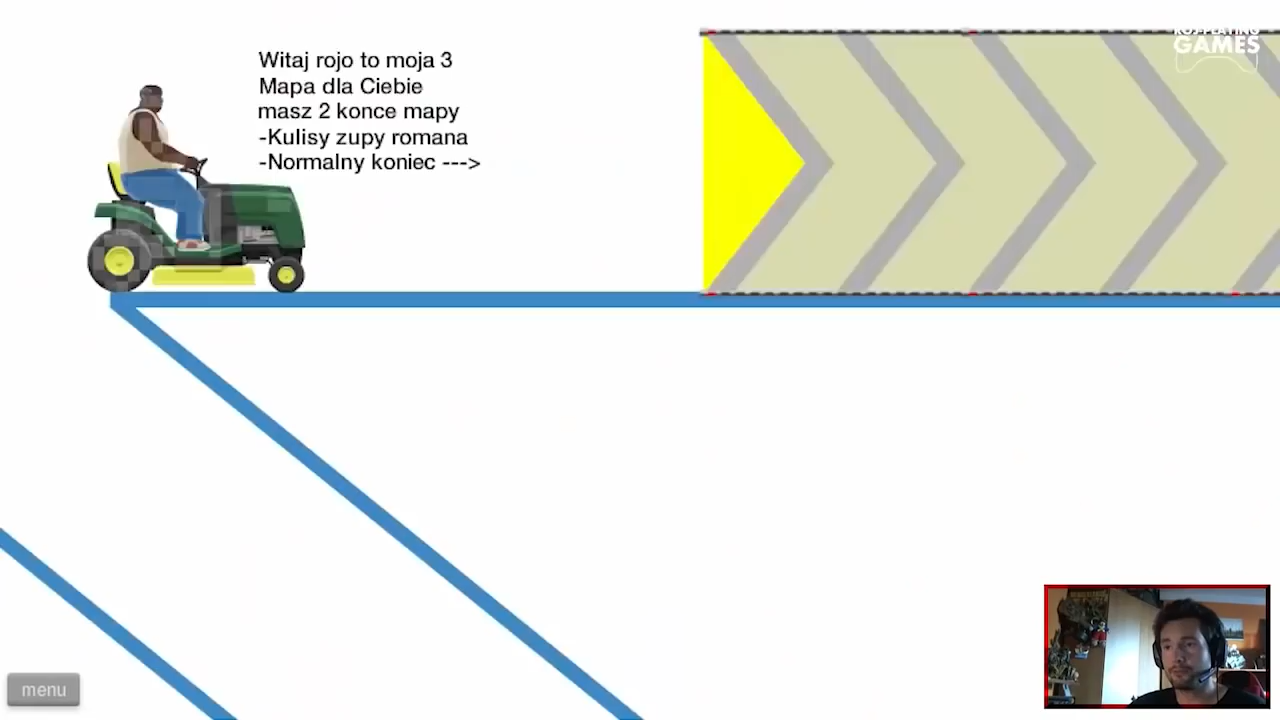 Witaj rojo to moja 3
Mapa dla Ciebie
masz 2 konce mapy
-Kulisy zupy romana
-Normalny koniec --->
GAMES
menu